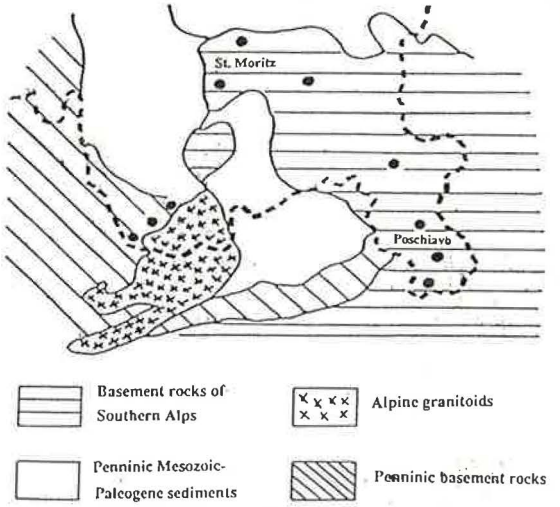 St. Moritz
Poschiavo
Basement rocks of
Southern Alps
Alpine granitoids
Penninic Mesozoic-
Paleogene sediments
Penninic basement rocks